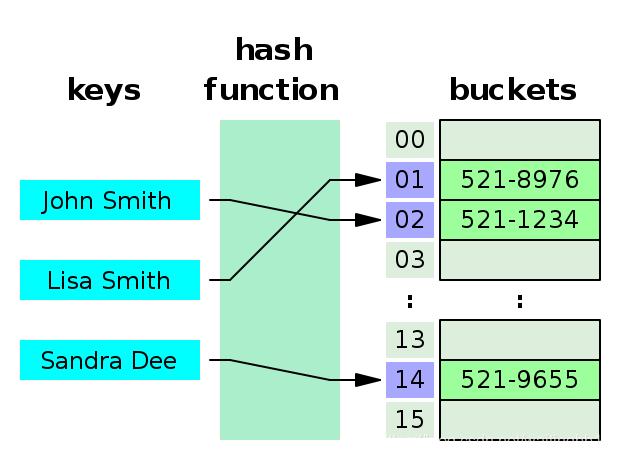 hash
keys function buckets
00
01 521-8976
John Smith 02 521-1234
03
Lisa Smith
: :
13
Sandra Dee 14 521-9655
15